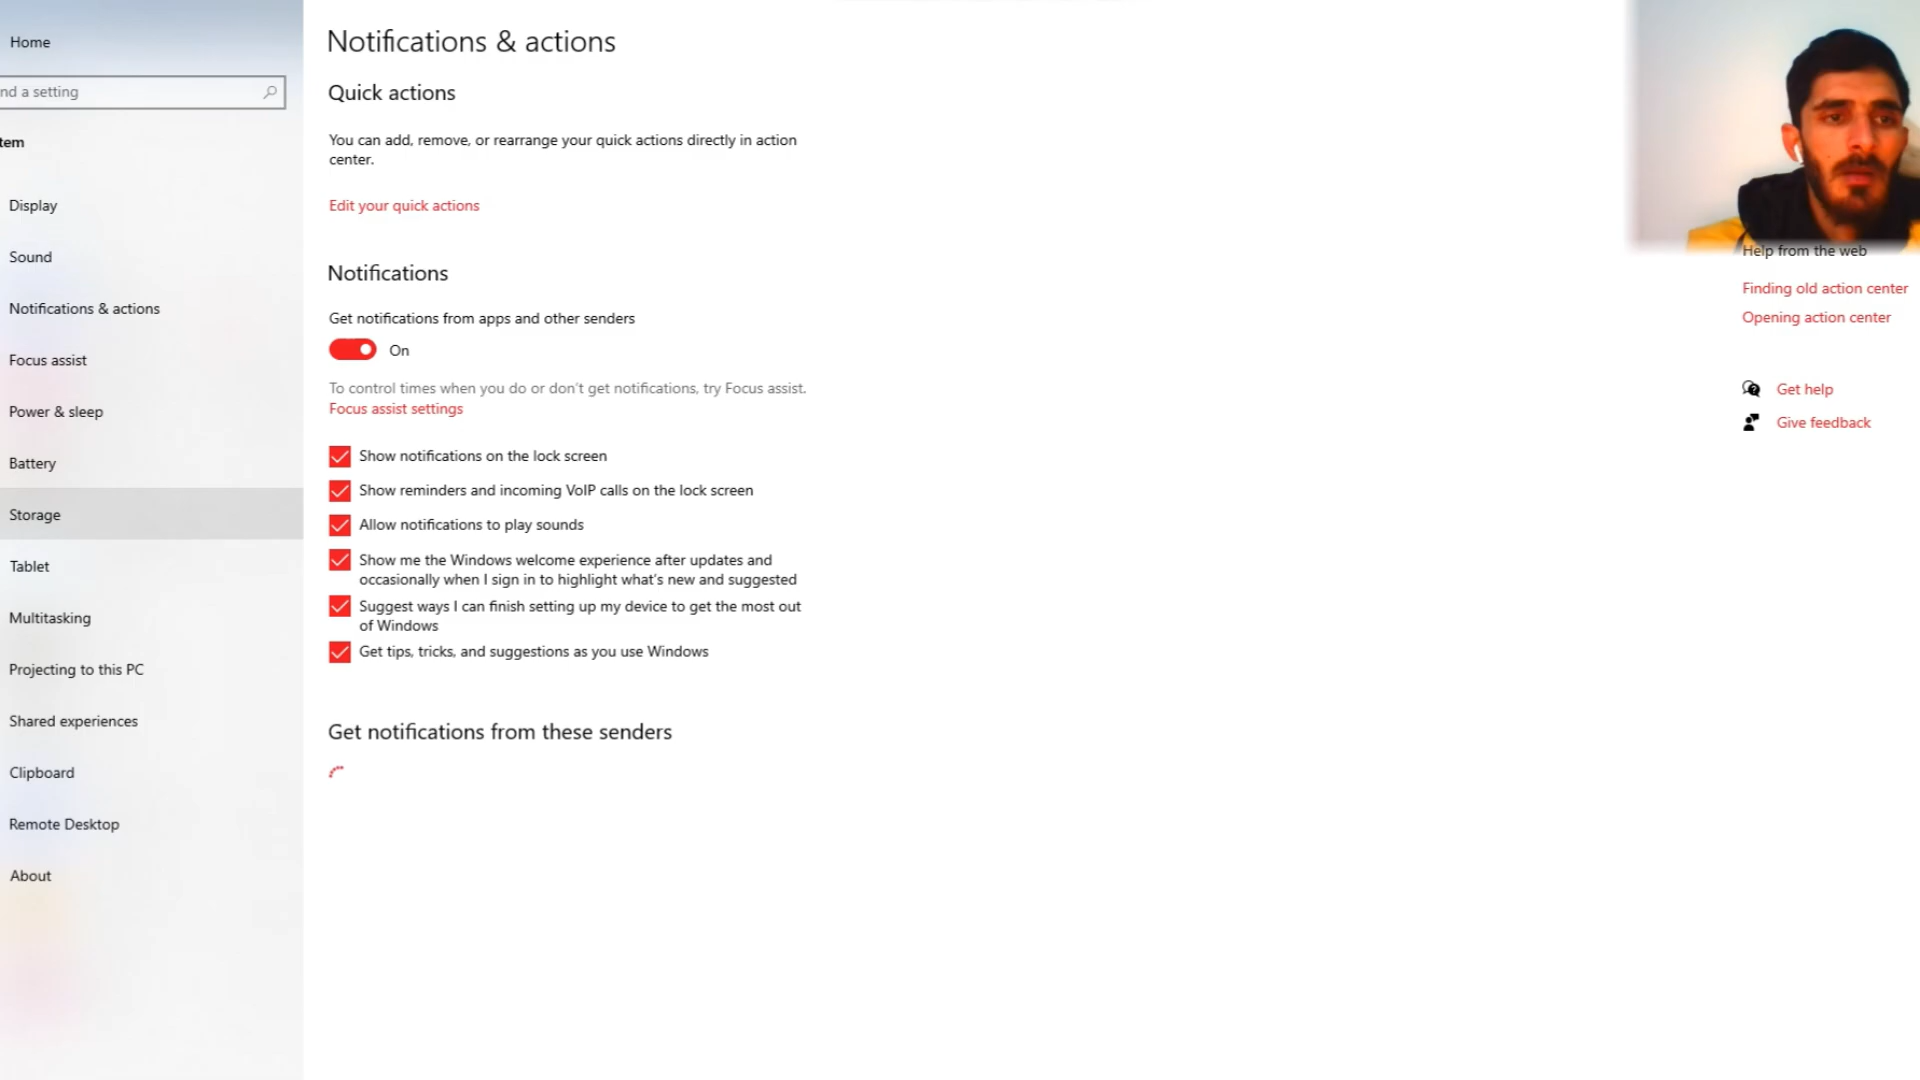 Home
nd a setting
tem
Display
Sound
Notifications & actions
Focus assist
Power & sleep
Battery
Storage
Tablet
Multitasking
Projecting to this PC
Shared experiences
Clipboard
Remote Desktop
About
Notifications & actions
Quick actions
You can add, remove, or rearrange your quick actions directly in action
center.
Edit your quick actions
Notifications
Get notifications from apps and other senders
On
To control times when you do or don't get notifications, try Focus assist.
Focus assist settings
Show notifications on the lock screen
Show reminders and incoming VoIP calls on the lock screen
Allow notifications to play sounds
Show me the Windows welcome experience after updates and
occasionally when I sign in to highlight what's new and suggested
Suggest ways I can finish setting up my device to get the most out
of Windows
Get tips, tricks, and suggestions as you use Windows
Get notifications from these senders
Help from the web
Finding old action center
Opening action center
Get help
Give feedback